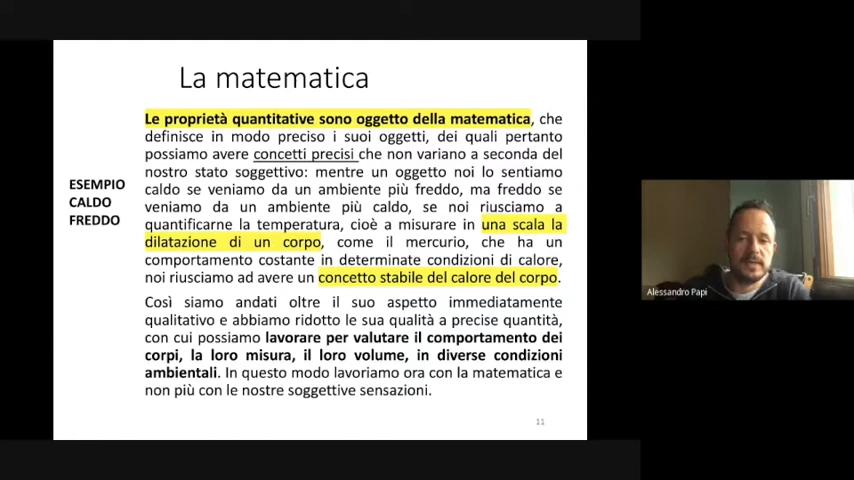 La matematica
Le proprietà quantitative sono oggetto della matematica, che
definisce in modo preciso i suoi oggetti, dei quali pertanto
possiamo avere concetti precisi che non variano a seconda del
nostro stato soggettivo: mentre un oggetto noi lo sentiamo
caldo se veniamo da un ambiente più freddo, ma freddo se
veniamo da un ambiente più caldo, se noi riusciamo a
quantificarne la temperatura, cioè a misurare in una scala la
dilatazione di un corpo, come il mercurio, che ha un
comportamento costante in determinate condizioni di calore,
noi riusciamo ad avere un concetto stabile del calore del corpo.
Così siamo andati oltre il suo aspetto immediatamente
qualitativo e abbiamo ridotto le sua qualità a precise quantità,
con cui possiamo lavorare per valutare il comportamento dei
corpi, la loro misura, il loro volume, in diverse condizioni
ambientali. In questo modo lavoriamo ora con la matematica e
non più con le nostre soggettive sensazioni.
ESEMPIO
CALDO
FREDDO
11
Alessandro Papi